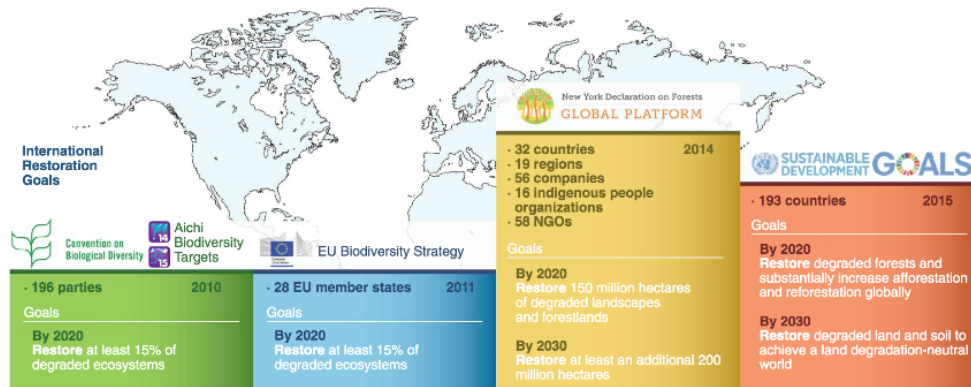 International
Restoration
Goals
Convention on
Biological Diversity
14
15
Aichi
Biodiversity
Targets
· 196 parties 2010
Goals
By 2020
Restore at least 15% of
degraded ecosystems
EU Biodiversity Strategy
· 28 EU member states 2011
Goals
By 2020
Restore at least 15% of
degraded ecosystems
New York Declaration on Forests
GLOBAL PLATFORM
· 32 countries 2014
· 19 regions
· 56 companies
· 16 indigenous people
organizations
· 58 NGOs
Goals
By 2020
Restore 150 million hectares
of degraded landscapes
and forestlands
By 2030
Restore at least an additional 200
million hectares
SUSTAINABLE
DEVELOPMENT
GOALS
· 193 countries 2015
Goals
By 2020
Restore degraded forests and
substantially increase afforestation
and reforestation globally
By 2030
Restore degraded land and soil to
achieve a land degradation-neutral
world